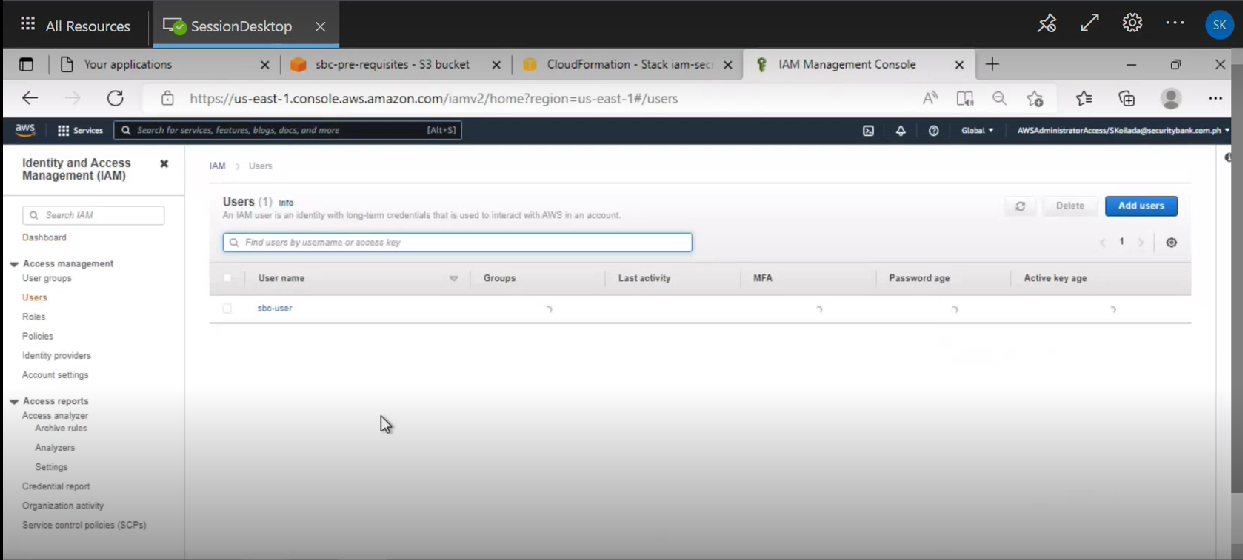 All Resources
SessionDesktop
SK
Your applications
sbc-pre-requisites - S3 bucket
CloudFormation - Stack iam-sec
IAM Management Console
https://us-east-1.console.aws.amazon.com/iamv2/home?region=us-east-1#/users
aws
Services
Search for services, features, blogs, docs, and more
[Alt+S]
Global
AWSAdministratorAccess/SKollada@securitybank.com.ph
Identity and Access
Management (IAM)
Search IAM
Dashboard
Access management
User groups
Users
Roles
Policies
Identity providers
Account settings
Access reports
Access analyzer
Archive rules
Analyzers
Settings
Credential report
Organization activity
Service control policies (SCPs)
IAM > Users
Users (1) Info
An IAM user is an identity with long-term credentials that is used to interact with AWS in an account.
Delete
Add users
Find users by username or access key
1
User name
Groups
Last activity
MFA
Password age
Active key age
sbc-user